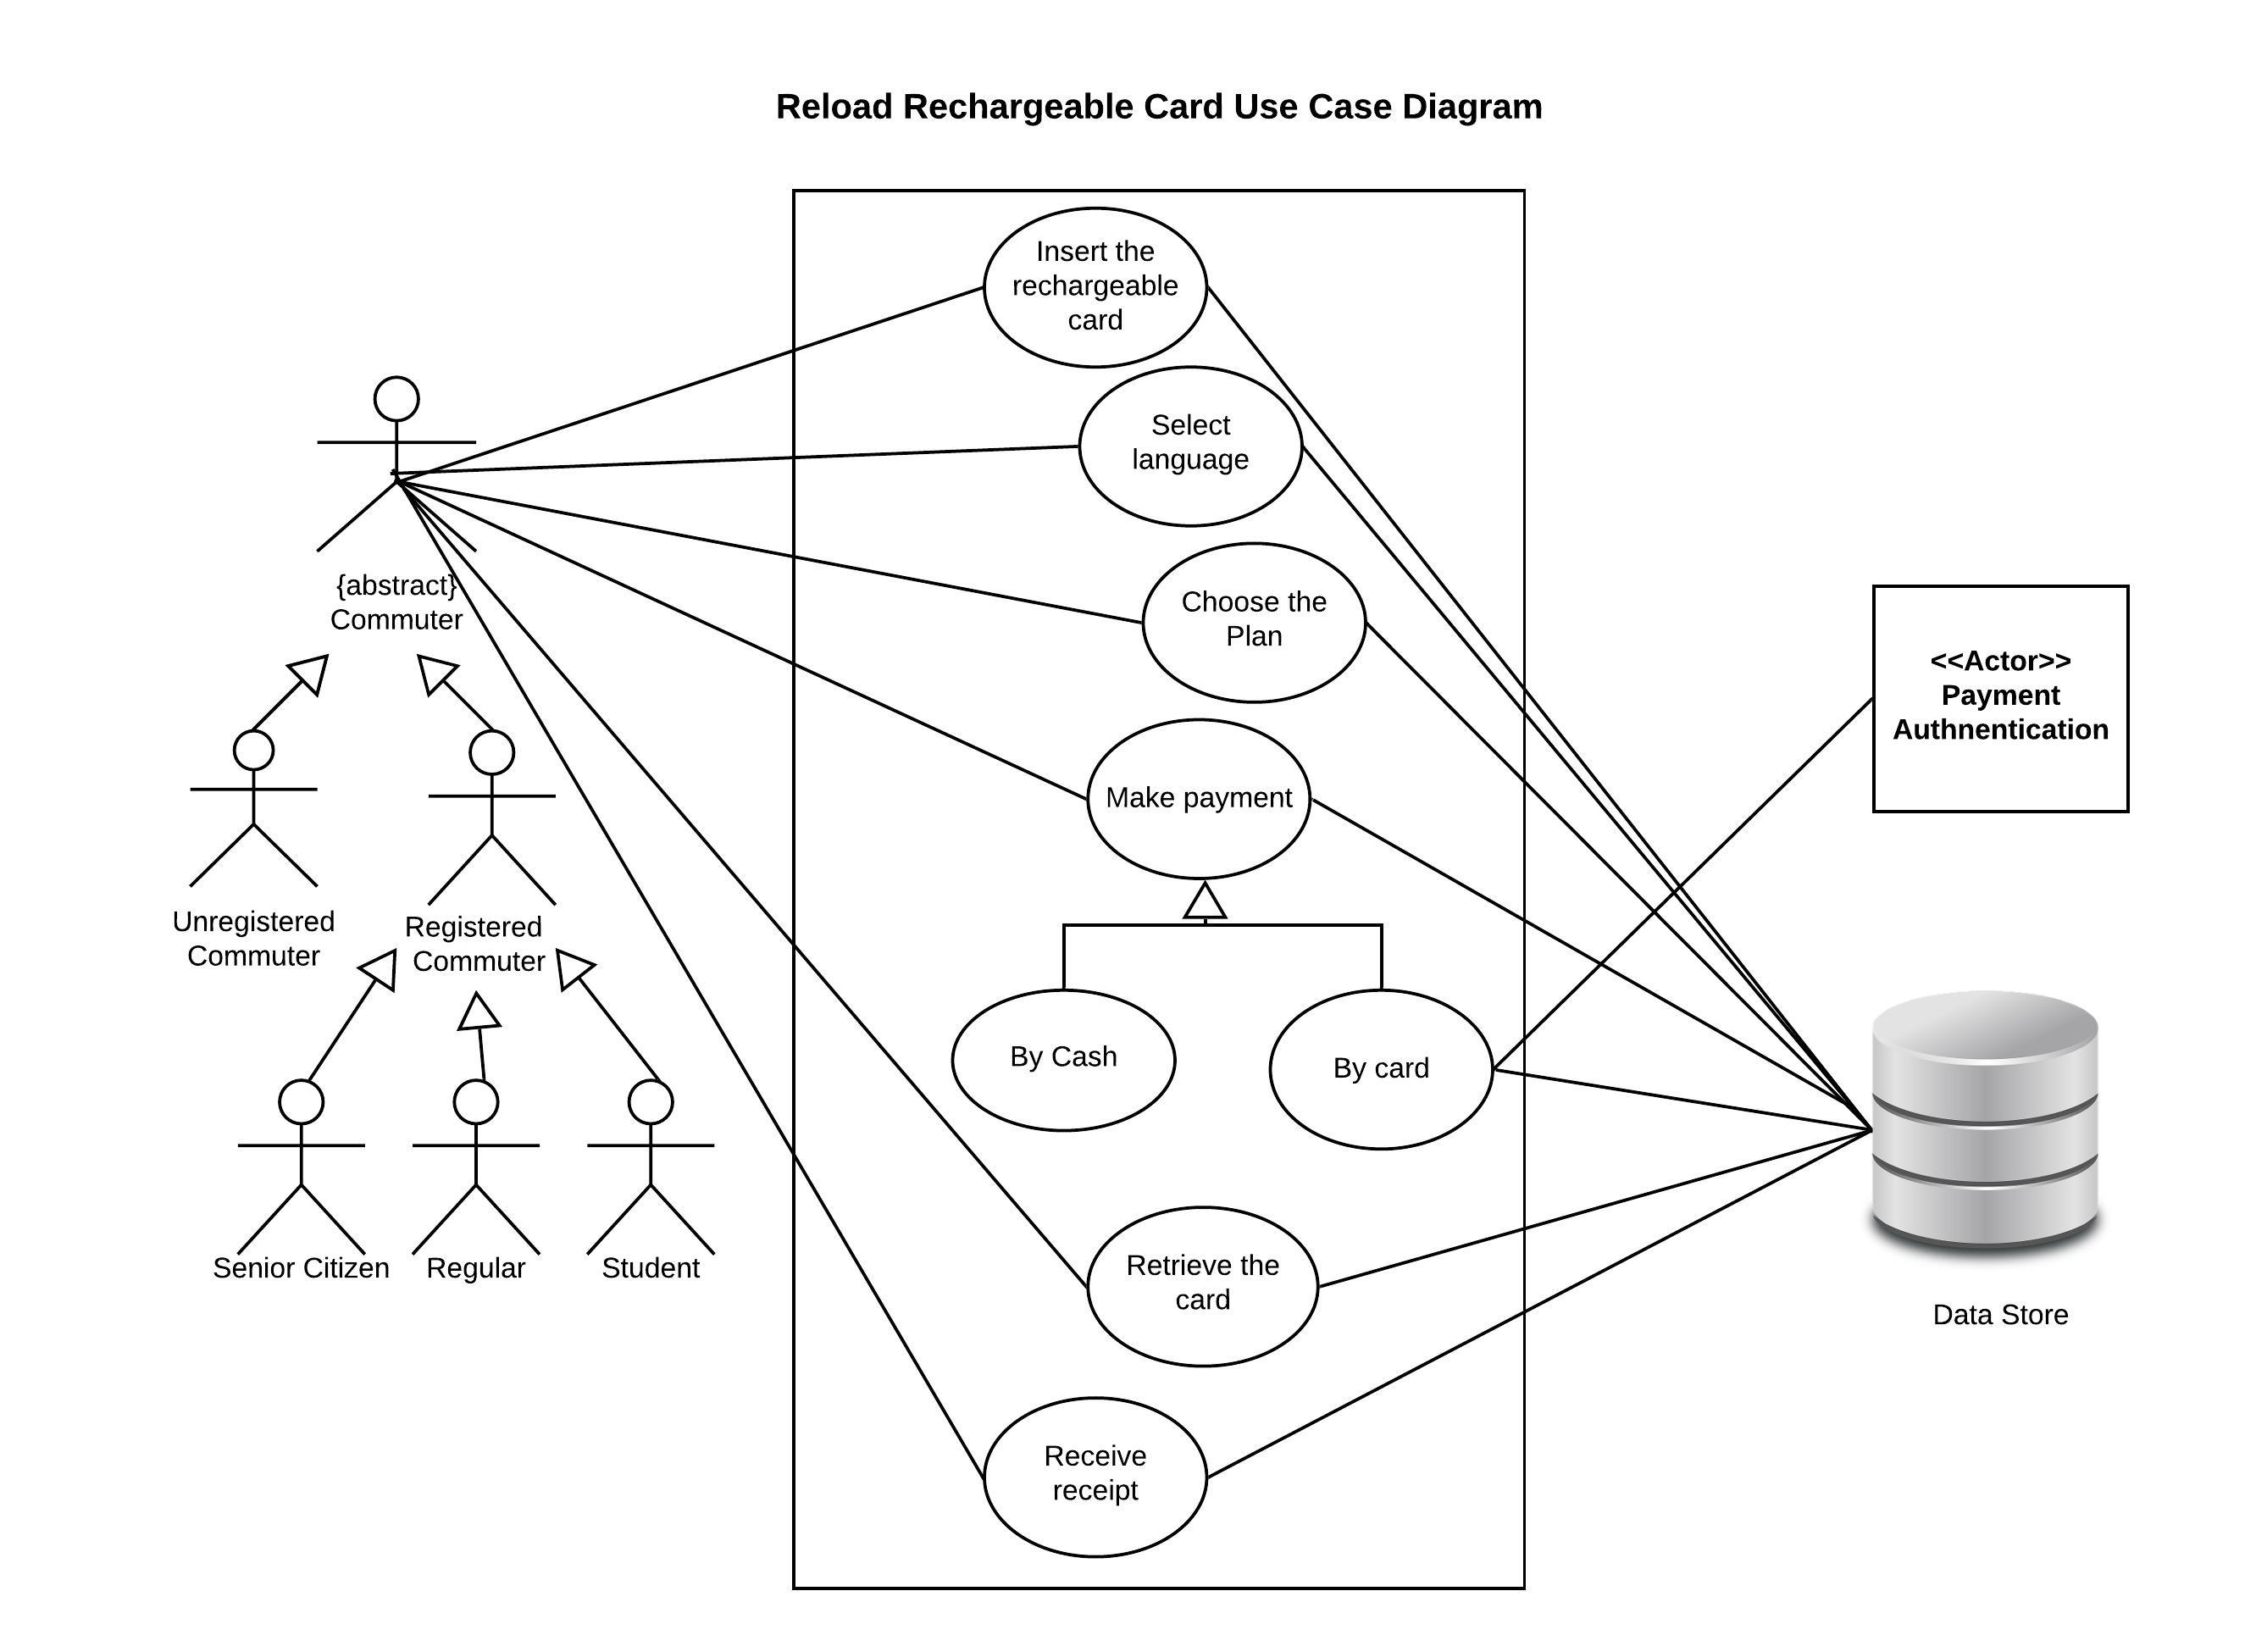 Reload Rechargeable Card Use Case Diagram
Insert the
rechargeable
card
Select
language
{abstract}
Commuter
Choose the
Plan
<<Actor>>
Payment
Authnentication
Make payment
Unregistered
Commuter
Registered
Commuter
By Cash
By card
Senior Citizen
Regular
Student
Retrieve the
card
Data Store
Receive
receipt